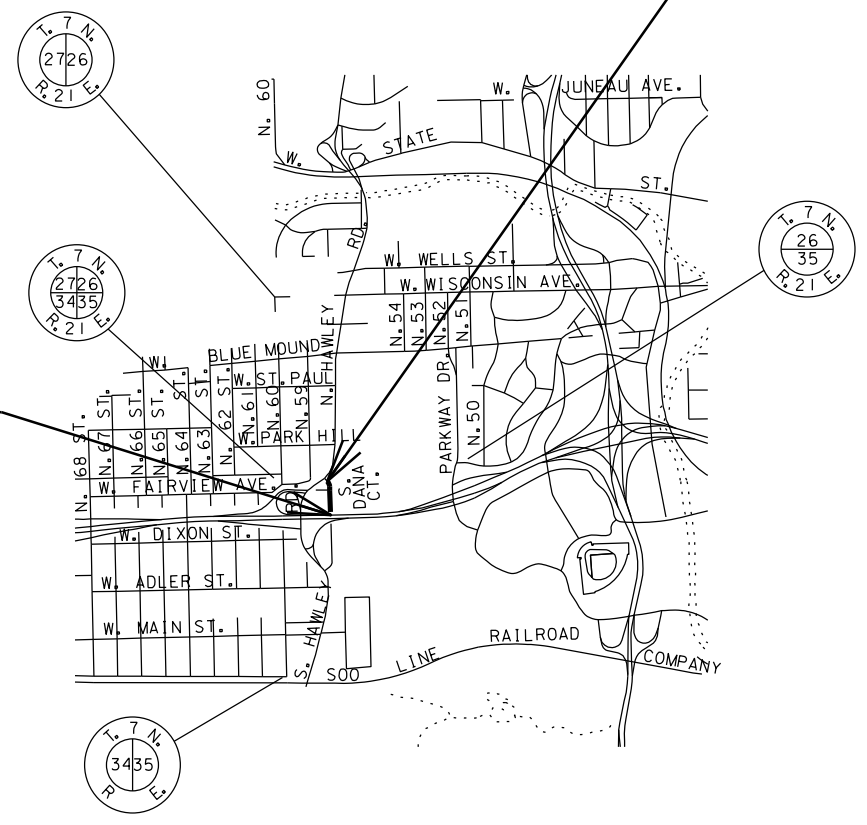 T. 7 N.
27 26
R. 21 E.
N. 60
W. STATE ST.
W. JUNEAU AVE.
T. 7 N.
26
35
R. 21 E.
RD.
W. WELLS ST.
W. WISCONSIN AVE.
T. 7 N.
27 26
34 35
R. 21 E.
N. 54
N. 53
N. 52
N. 51
N. HAWLEY
BLUE MOUND
W.
W. ST. PAUL
N. 68 ST.
N. 67 ST.
N. 66 ST.
N. 65 ST.
N. 64 ST.
N. 63 ST.
N. 62 ST.
N. 61
N. 60
N. 59
PARKWAY DR.
N. 50
W. PARK HILL
W. FAIRVIEW AVE.
RD.
S. DANA CT.
W. DIXON ST.
W. ADLER ST.
W. MAIN ST.
S. HAWLEY
SOO LINE RAILROAD COMPANY
T. 7 N.
34 35
R E.